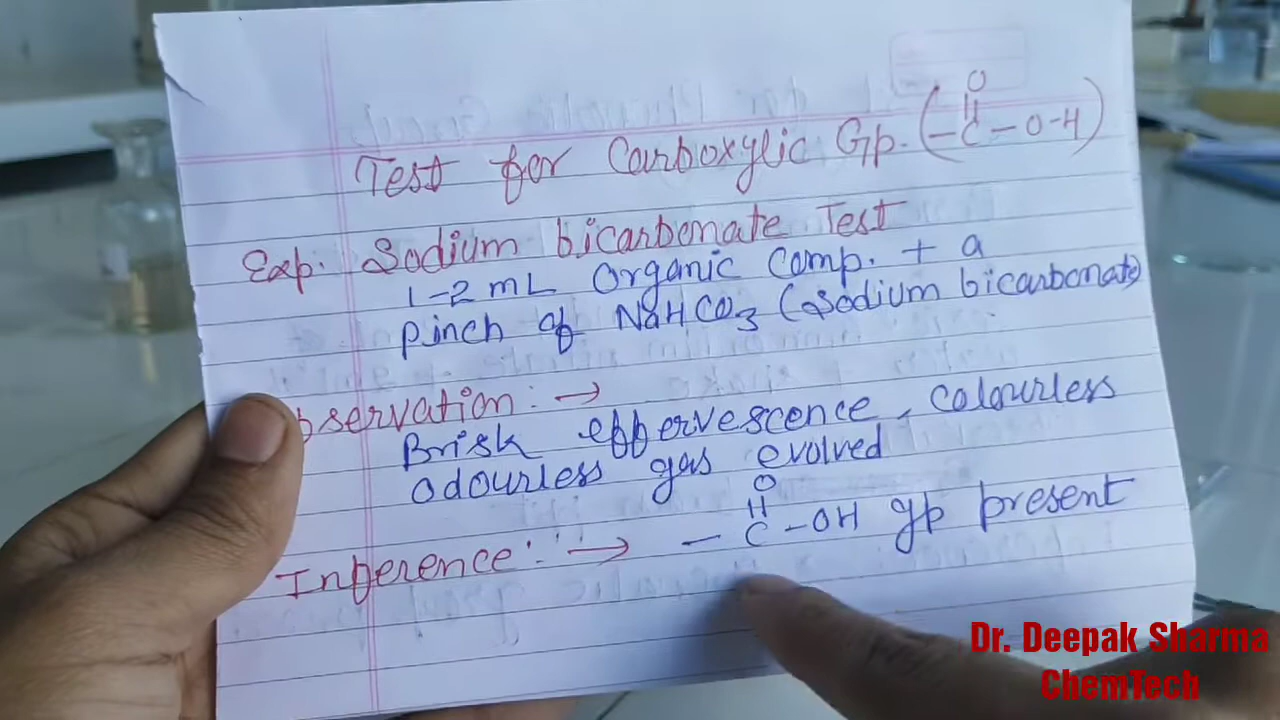 Test for Carboxylic Gp. (-C-O-H)
O
Exp. Sodium bicarbonate Test
1-2 mL Organic Comp. + a
pinch of NaHCO3 (sodium bicarbonate)
bservation :→
Brisk effervescence, colourless
odourless gas evolved
O
Inference :→ -C-OH gp present
Dr. Deepak Sharma
ChemTech